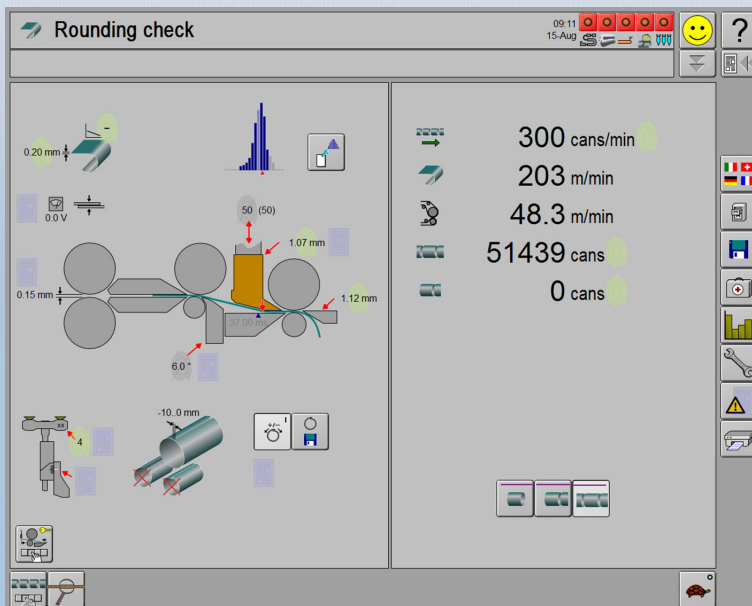 Rounding check
09:11
15-Aug
?
0.20 mm
0.0 V
50 (50)
1.07 mm
0.15 mm
1.12 mm
37.00 ms
6.0 °
xx
4
-10..0 mm
+/- I
300 cans/min
203 m/min
48.3 m/min
51439 cans
0 cans